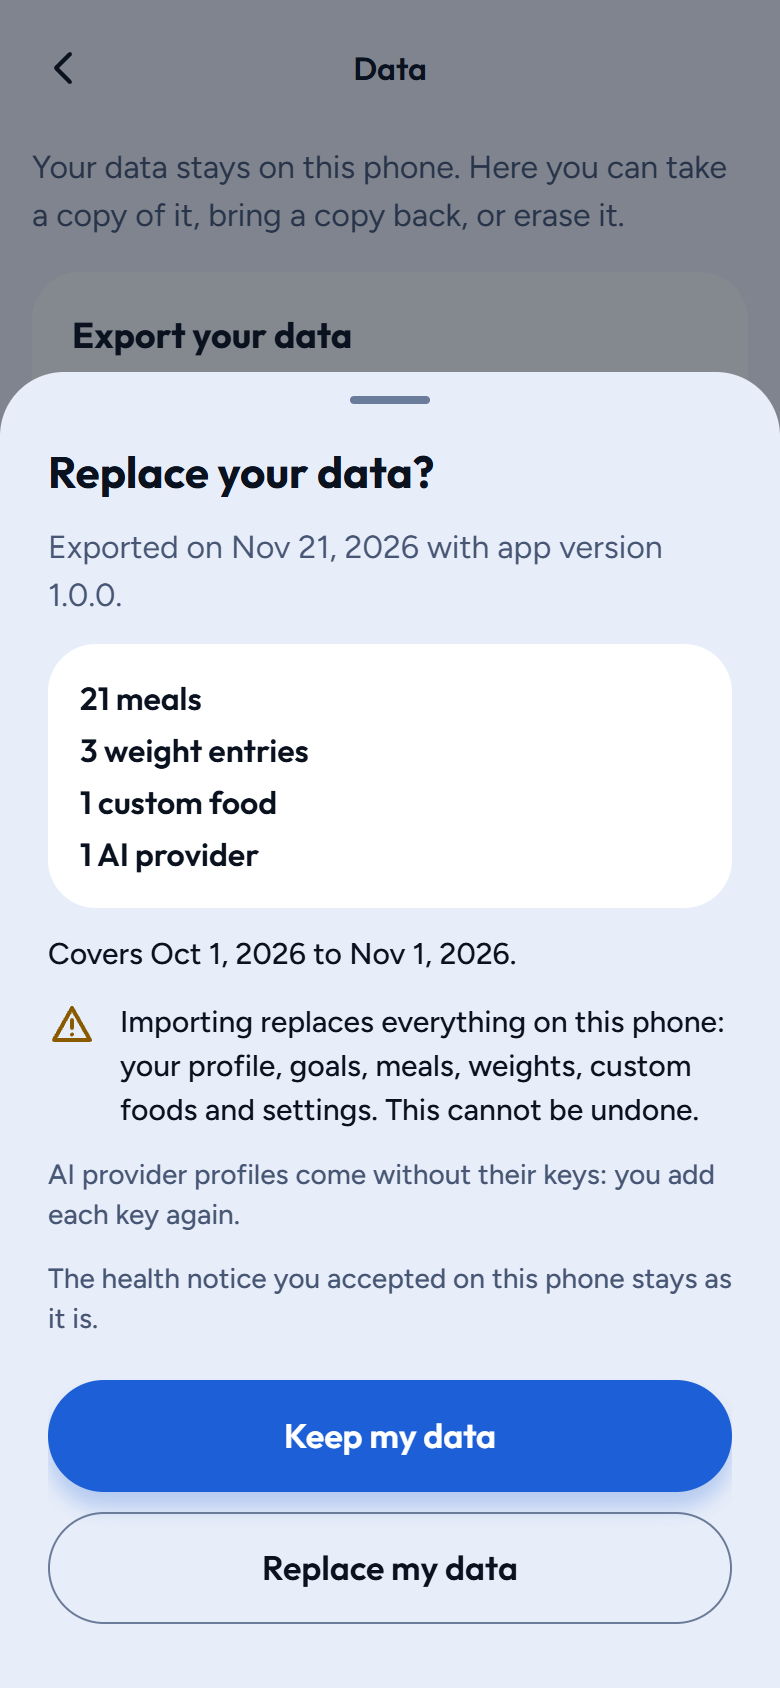 Data
Your data stays on this phone. Here you can take
a copy of it, bring a copy back, or erase it.
Export your data
Replace your data?
Exported on Nov 21, 2026 with app version
1.0.0.
21 meals
3 weight entries
1 custom food
1 AI provider
Covers Oct 1, 2026 to Nov 1, 2026.
Importing replaces everything on this phone:
your profile, goals, meals, weights, custom
foods and settings. This cannot be undone.
AI provider profiles come without their keys: you add
each key again.
The health notice you accepted on this phone stays as
it is.
Keep my data
Replace my data